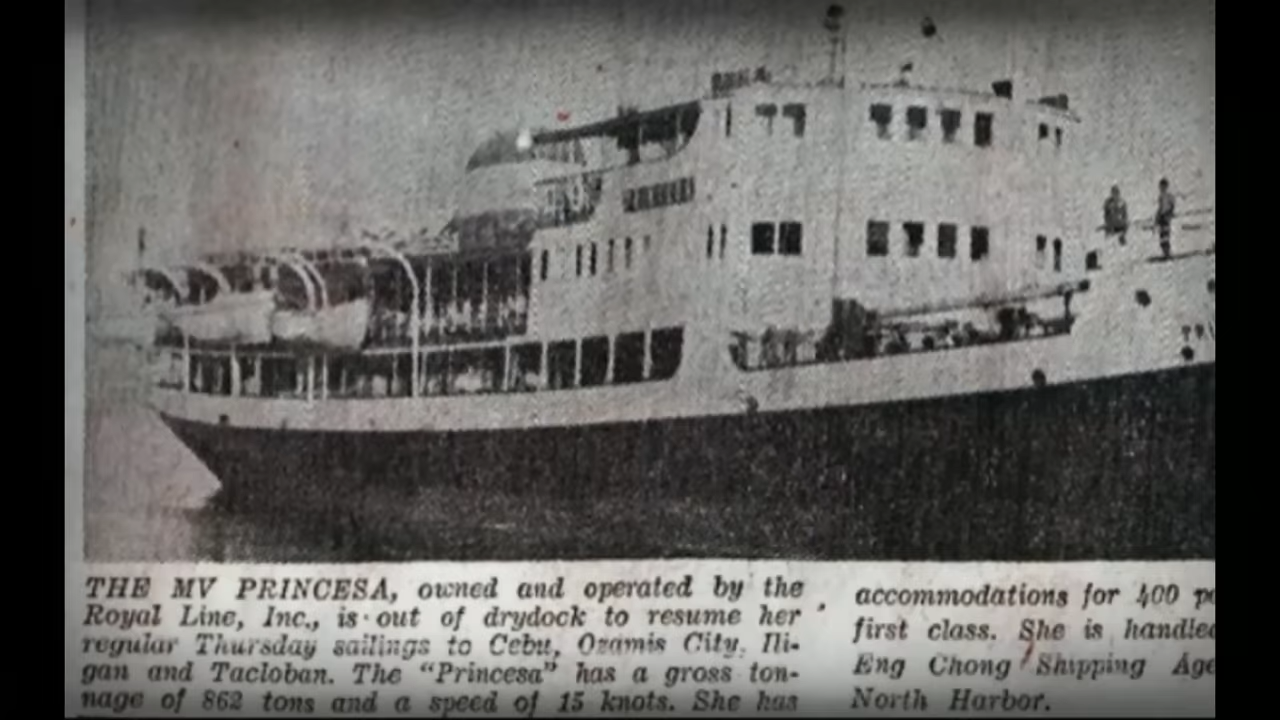 THE MV PRINCESA, owned and operated by the
Royal Line, Inc., is out of drydock to resume her
regular Thursday sailings to Cebu, Ozamis City, Ili-
gan and Tacloban. The "Princesa" has a gross ton-
nage of 862 tons and a speed of 15 knots. She has
accommodations for 400
first class. She is handled
Eng Chong Shipping
North Harbor.